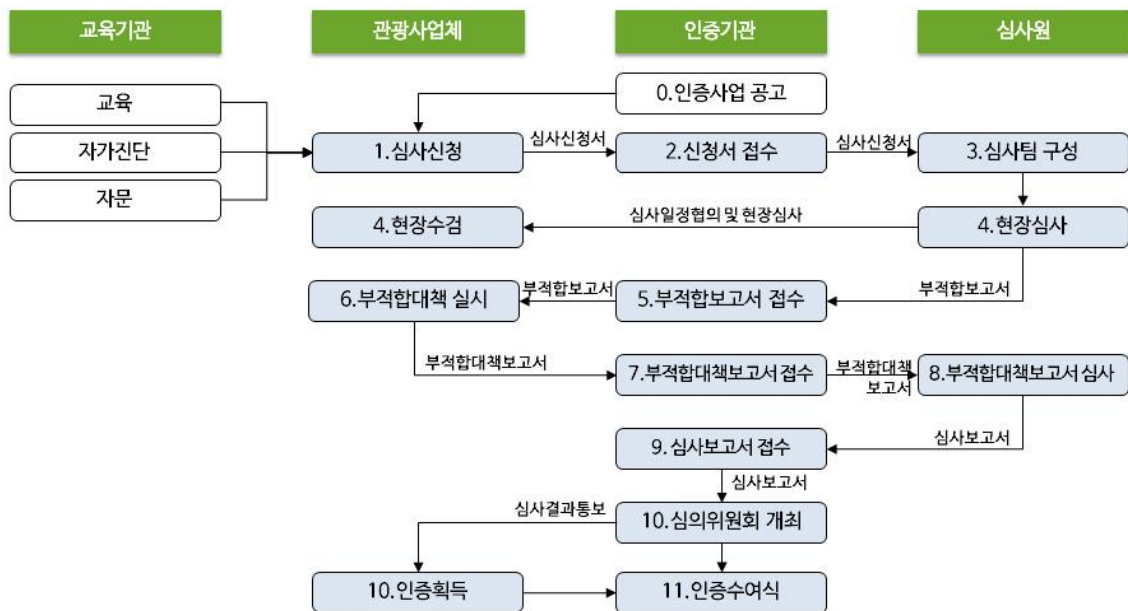 교육기관
관광사업체
인증기관
심사원
교육
자가진단
자문
0.인증사업 공고
1.심사신청
심사신청서
2.신청서 접수
심사신청서
3.심사팀 구성
4.현장수검
심사일정협의 및 현장심사
4.현장심사
부적합보고서
6.부적합대책 실시
부적합보고서
5.부적합보고서 접수
부적합대책보고서
7.부적합대책보고서 접수
부적합대책
보고서
8.부적합대책보고서 심사
심사보고서
9.심사보고서 접수
심사보고서
심사결과통보
10.심의위원회 개최
10.인증획득
11.인증수여식